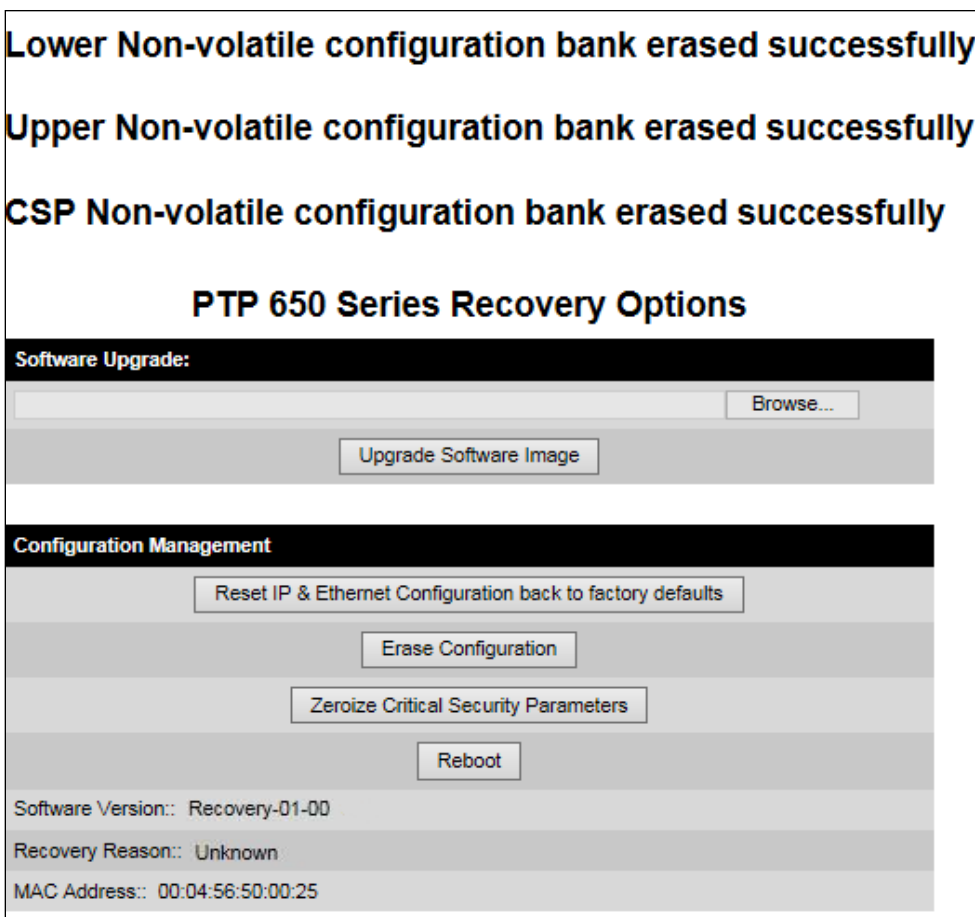 Lower Non-volatile configuration bank erased successfully
Upper Non-volatile configuration bank erased successfully
CSP Non-volatile configuration bank erased successfully
PTP 650 Series Recovery Options
Software Upgrade:
Browse...
Upgrade Software Image
Configuration Management
Reset IP & Ethernet Configuration back to factory defaults
Erase Configuration
Zeroize Critical Security Parameters
Reboot
Software Version:: Recovery-01-00
Recovery Reason:: Unknown
MAC Address:: 00:04:56:50:00:25